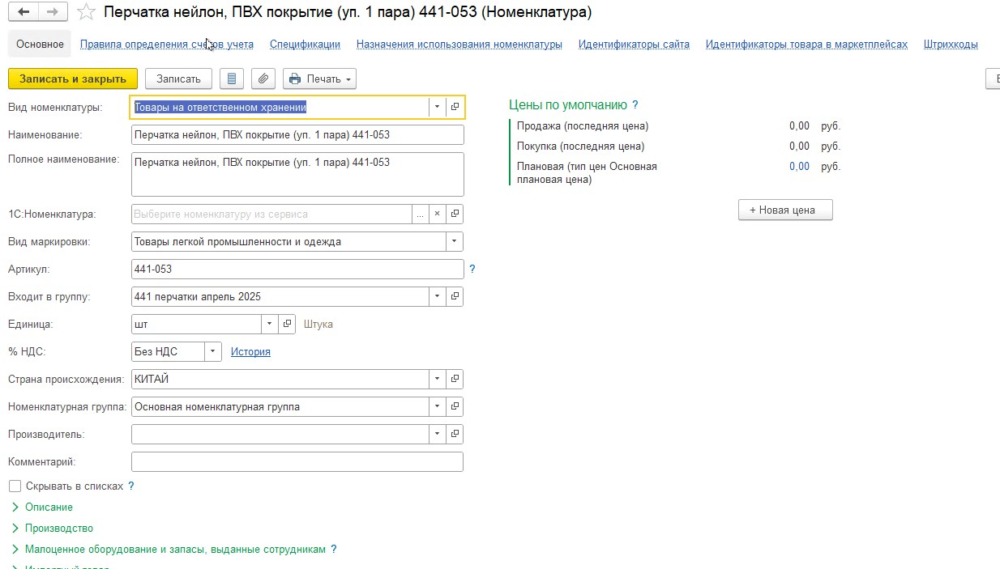 Перчатка нейлон, ПВХ покрытие (уп. 1 пара) 441-053 (Номенклатура)
Основное Правила определения счетов учета Спецификации Назначения использования номенклатуры Идентификаторы сайта Идентификаторы товара в маркетплейсах Штрихкоды
Записать и закрыть Записать Печать
Вид номенклатуры: Товары на ответственном хранении
Наименование: Перчатка нейлон, ПВХ покрытие (уп. 1 пара) 441-053
Полное наименование: Перчатка нейлон, ПВХ покрытие (уп. 1 пара) 441-053
1С:Номенклатура: Выберите номенклатуру из сервиса ... ×
Вид маркировки: Товары легкой промышленности и одежда
Артикул: 441-053 ?
Входит в группу: 441 перчатки апрель 2025
Единица: шт Штука
% НДС: Без НДС История
Страна происхождения: КИТАЙ
Номенклатурная группа: Основная номенклатурная группа
Производитель:
Комментарий:
Скрывать в списках ?
Описание
Производство
Малоценное оборудование и запасы, выданные сотрудникам ?
Цены по умолчанию ?
Продажа (последняя цена) 0,00 руб.
Покупка (последняя цена) 0,00 руб.
Плановая (тип цен Основная 0,00 руб.
плановая цена)
+ Новая цена